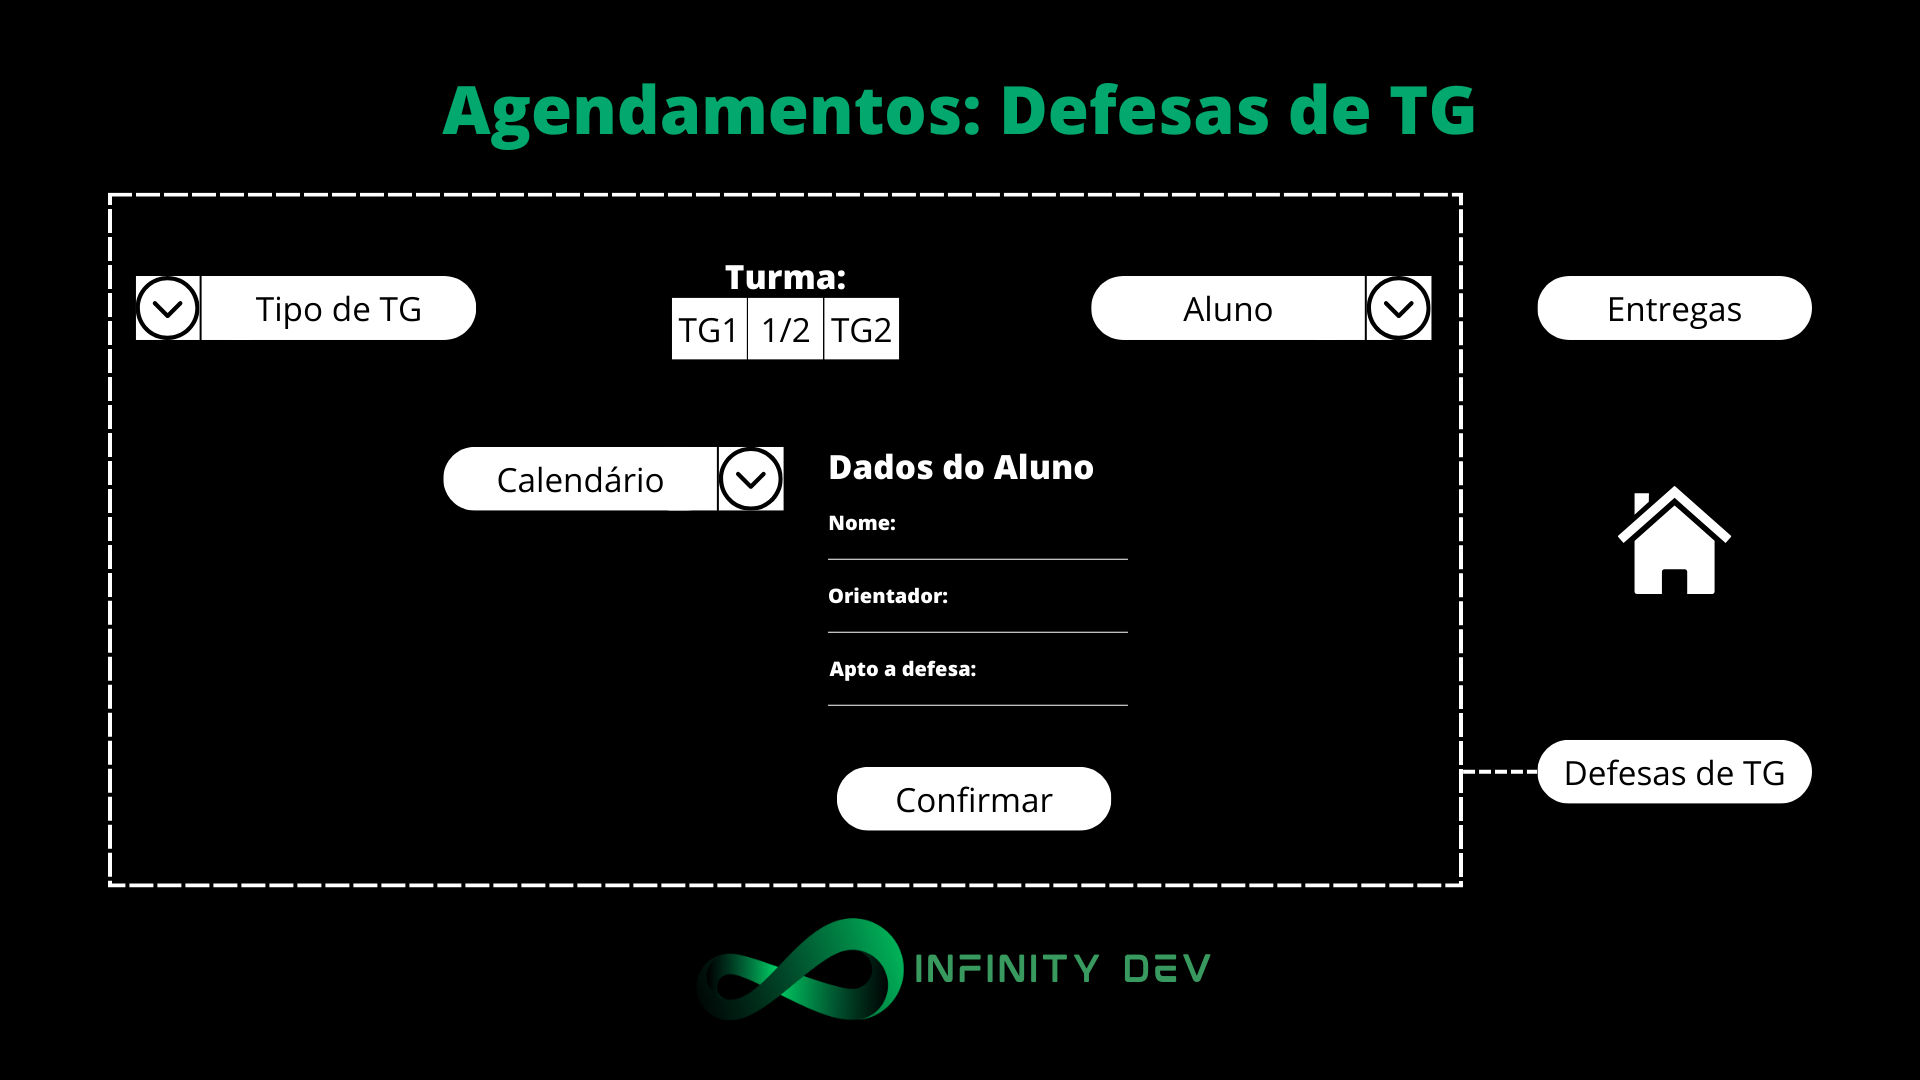 Agendamentos: Defesas de TG
Tipo de TG
Turma:
TG1 1/2 TG2
Aluno
Entregas
Calendário
Dados do Aluno
Nome:
Orientador:
Apto a defesa:
Confirmar
Defesas de TG
INFINITY DEV